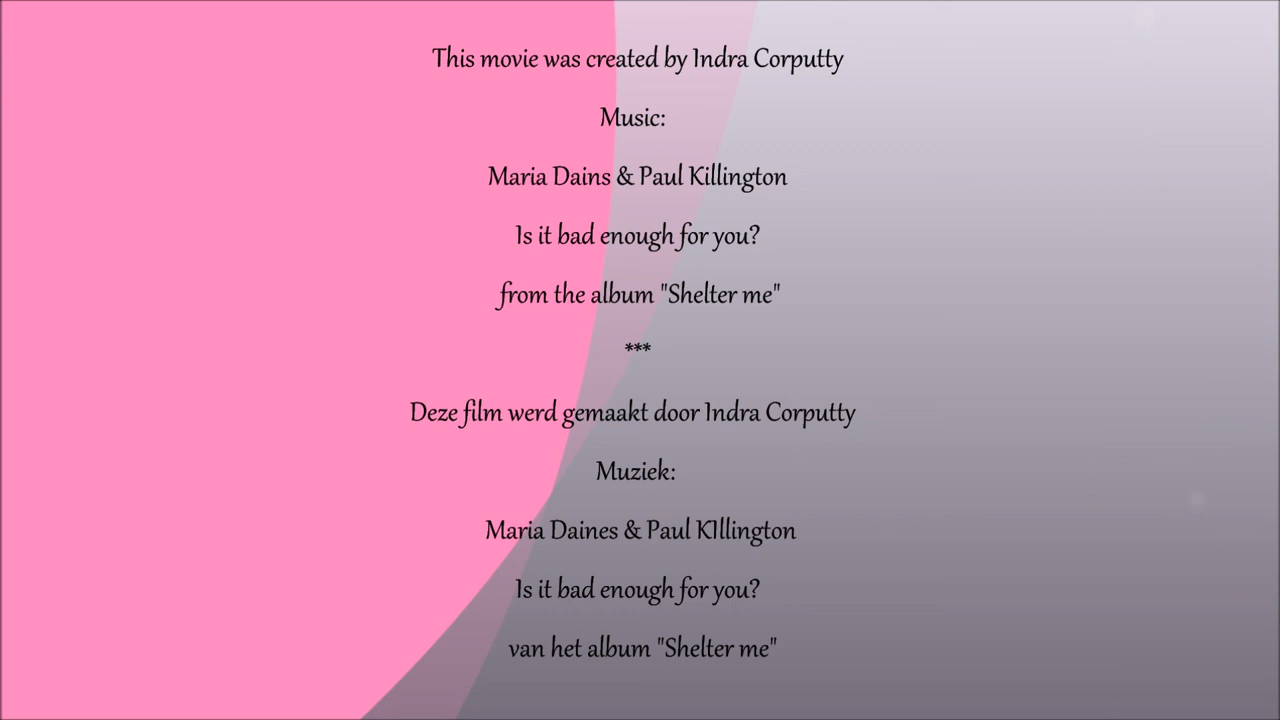 This movie was created by Indra Corputty
Music:
Maria Dains & Paul Killington
Is it bad enough for you?
from the album "Shelter me"
***
Deze film werd gemaakt door Indra Corputty
Muziek:
Maria Daines & Paul KIllington
Is it bad enough for you?
van het album "Shelter me"